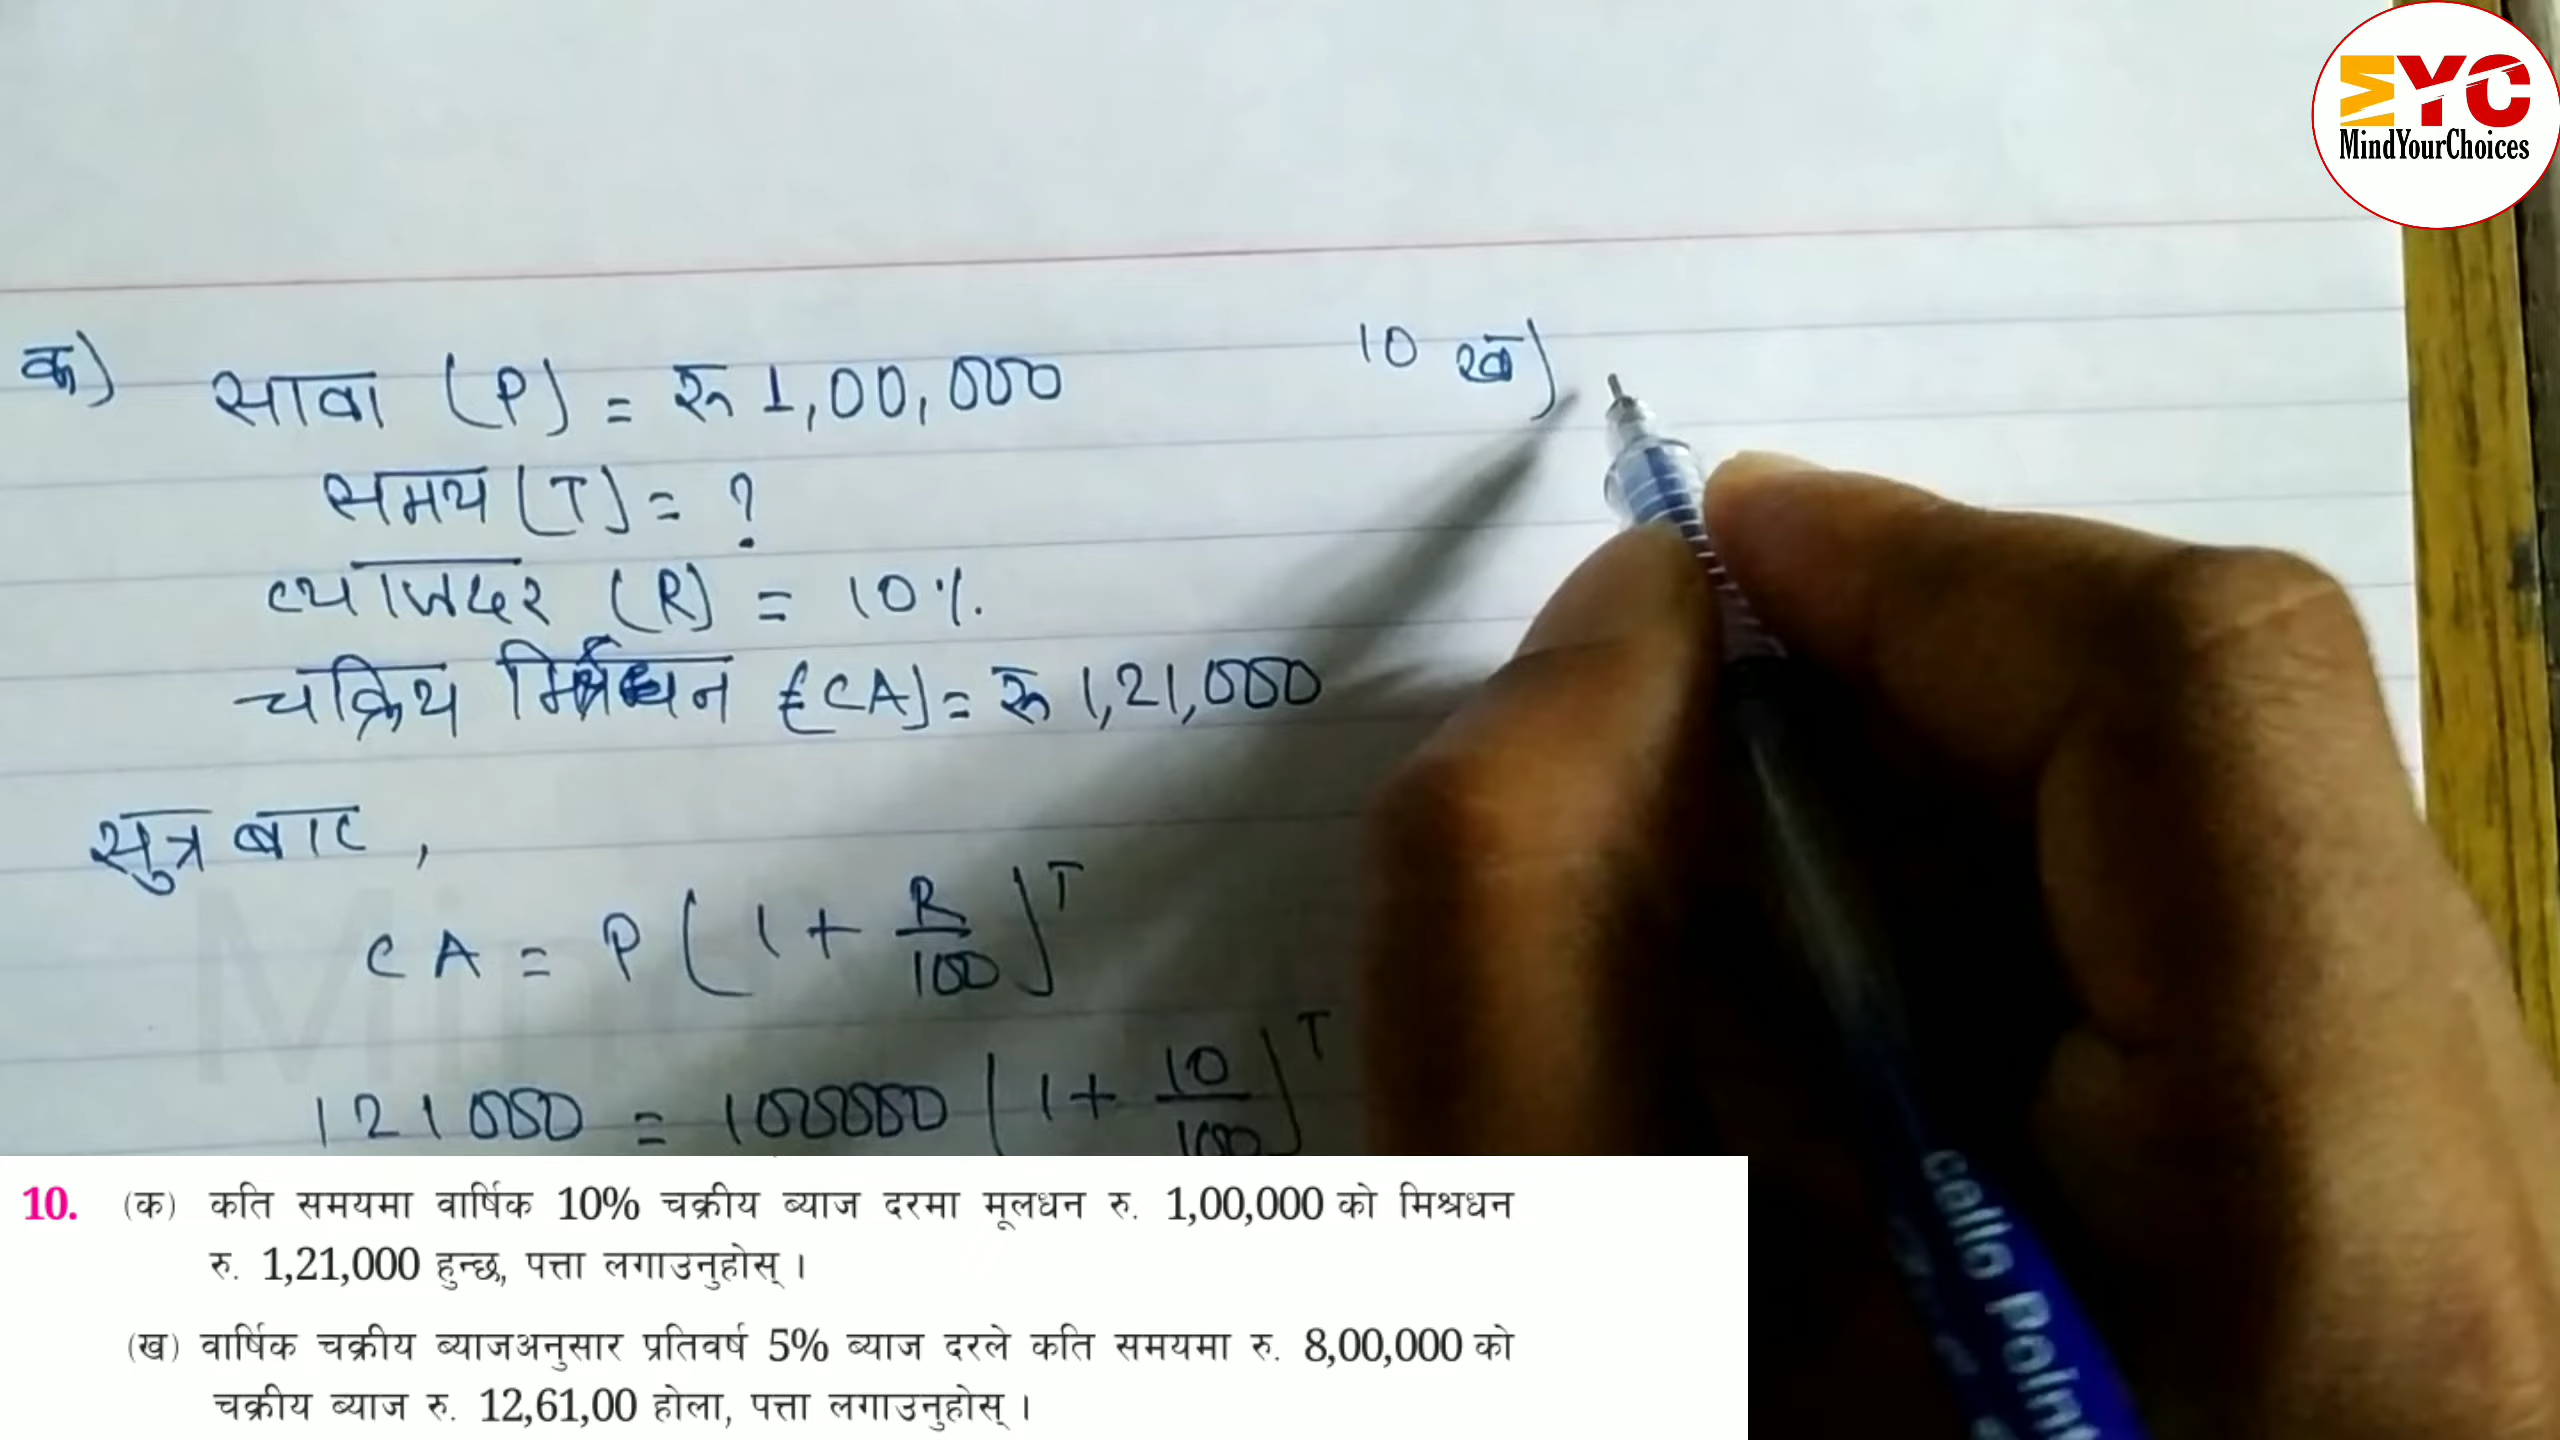 MYC
MindYourChoices
क) सावा (P) = रू 1,00,000
समय (T) = ?
व्याजदर (R) = 10%.
चक्रिय मिश्रधन (CA) = रू 1,21,000
सुत्र बाट,
CA = P (1 + R/100)^T
121000 = 100000 (1 + 10/100)^T
10 ख)
Mind
cello Point
10. (क) कति समयमा वार्षिक 10% चक्रीय ब्याज दरमा मूलधन रु. 1,00,000 को मिश्रधन
रु. 1,21,000 हुन्छ, पत्ता लगाउनुहोस् ।
(ख) वार्षिक चक्रीय ब्याजअनुसार प्रतिवर्ष 5% ब्याज दरले कति समयमा रु. 8,00,000 को
चक्रीय ब्याज रु. 12,61,00 होला, पत्ता लगाउनुहोस् ।